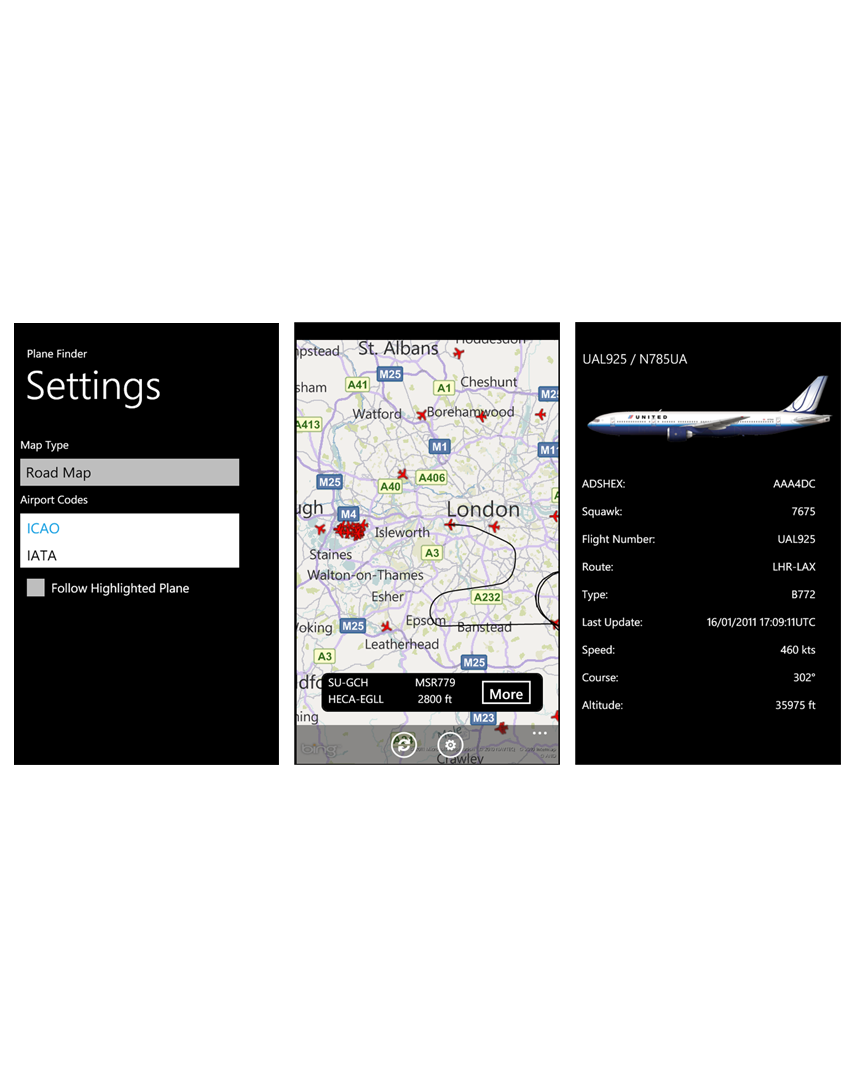 Plane Finder
Settings
Map Type
Road Map
Airport Codes
ICAO
IATA
Follow Highlighted Plane
mpstead
St. Albans
Hoddesdon
M25
sham
A41
A1
Cheshunt
M25
Watford
Borehamwood
A413
M1
M11
M25
A40
A406
ugh
M4
London
Isleworth
A3
Staines
Walton-on-Thames
Esher
A232
Woking
M25
Epsom
Banstead
A3
Leatherhead
M25
ldfo
SU-GCH
MSR779
HECA-EGLL
2800 ft
More
ming
M23
bing
Crawley
UAL925 / N785UA
UNITED
ADSHEX:
AAA4DC
Squawk:
7675
Flight Number:
UAL925
Route:
LHR-LAX
Type:
B772
Last Update:
16/01/2011 17:09:11UTC
Speed:
460 kts
Course:
302°
Altitude:
35975 ft